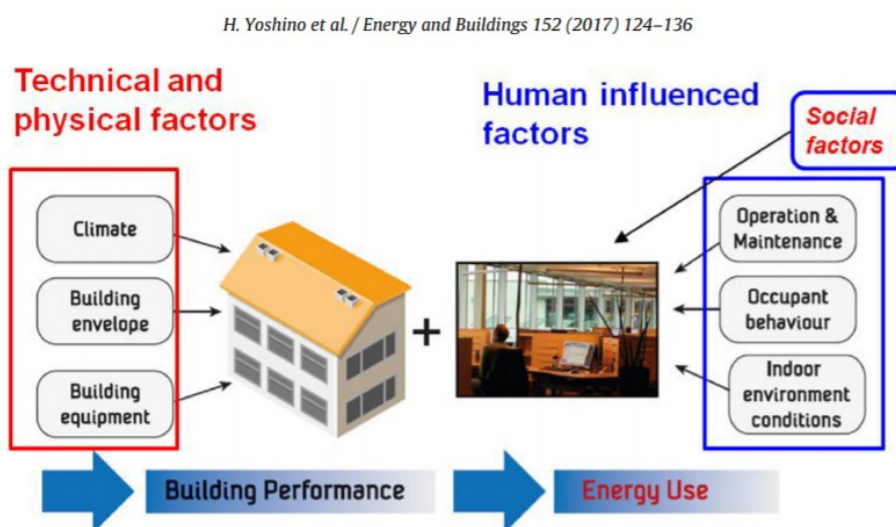 H. Yoshino et al. / Energy and Buildings 152 (2017) 124–136
Technical and
physical factors
Human influenced
factors
Social
factors
Climate
Building
envelope
Building
equipment
+
Operation &
Maintenance
Occupant
behaviour
Indoor
environment
conditions
Building Performance
Energy Use